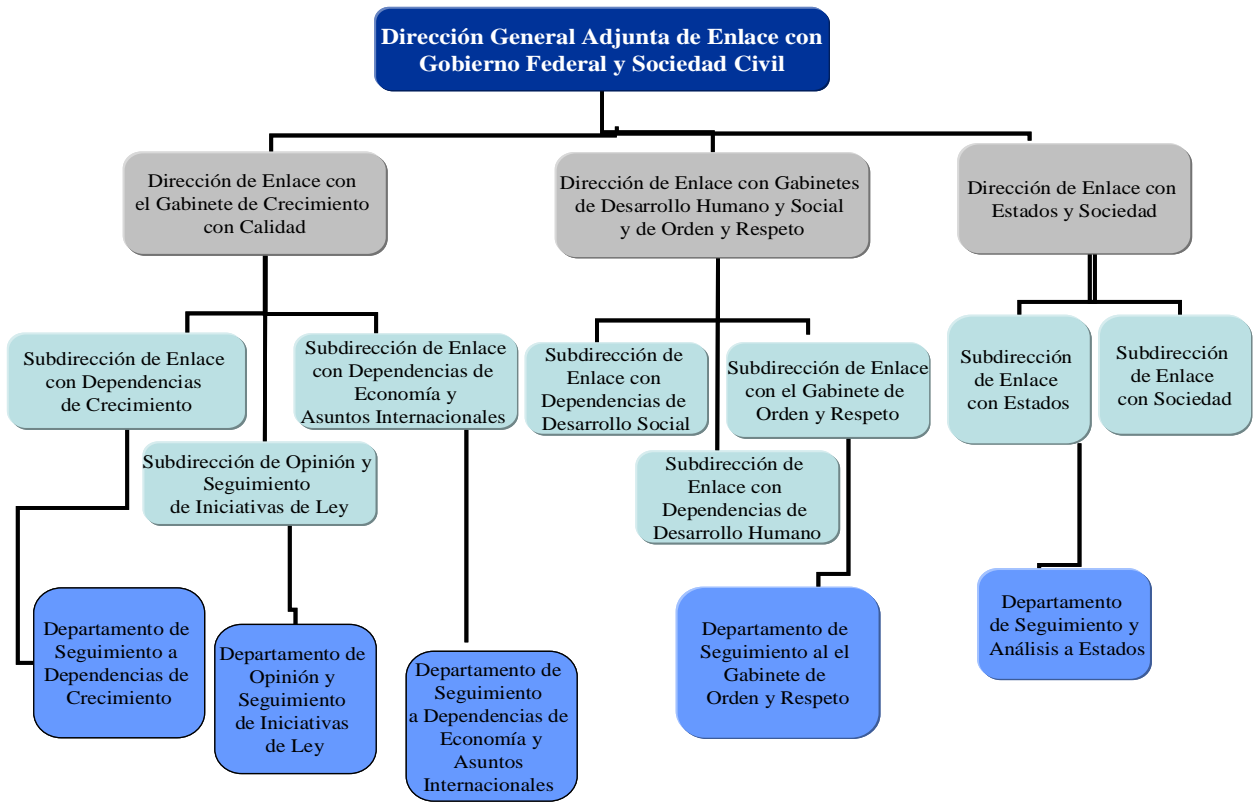 Dirección General Adjunta de Enlace con
Gobierno Federal y Sociedad Civil
Dirección de Enlace con
el Gabinete de Crecimiento
con Calidad
Dirección de Enlace con Gabinetes
de Desarrollo Humano y Social
y de Orden y Respeto
Dirección de Enlace con
Estados y Sociedad
Subdirección de Enlace
con Dependencias
de Crecimiento
Subdirección de Enlace
con Dependencias de
Economía y
Asuntos Internacionales
Subdirección de
Enlace con
Dependencias de
Desarrollo Social
Subdirección de Enlace
con el Gabinete de
Orden y Respeto
Subdirección
de Enlace
con Estados
Subdirección
de Enlace
con Sociedad
Subdirección de Opinión y
Seguimiento
de Iniciativas de Ley
Subdirección de
Enlace con
Dependencias de
Desarrollo Humano
Departamento de
Seguimiento a
Dependencias de
Crecimiento
Departamento de
Opinión y
Seguimiento
de Iniciativas
de Ley
Departamento de
Seguimiento
a Dependencias de
Economía y
Asuntos
Internacionales
Departamento de
Seguimiento al el
Gabinete de
Orden y Respeto
Departamento
de Seguimiento y
Análisis a Estados